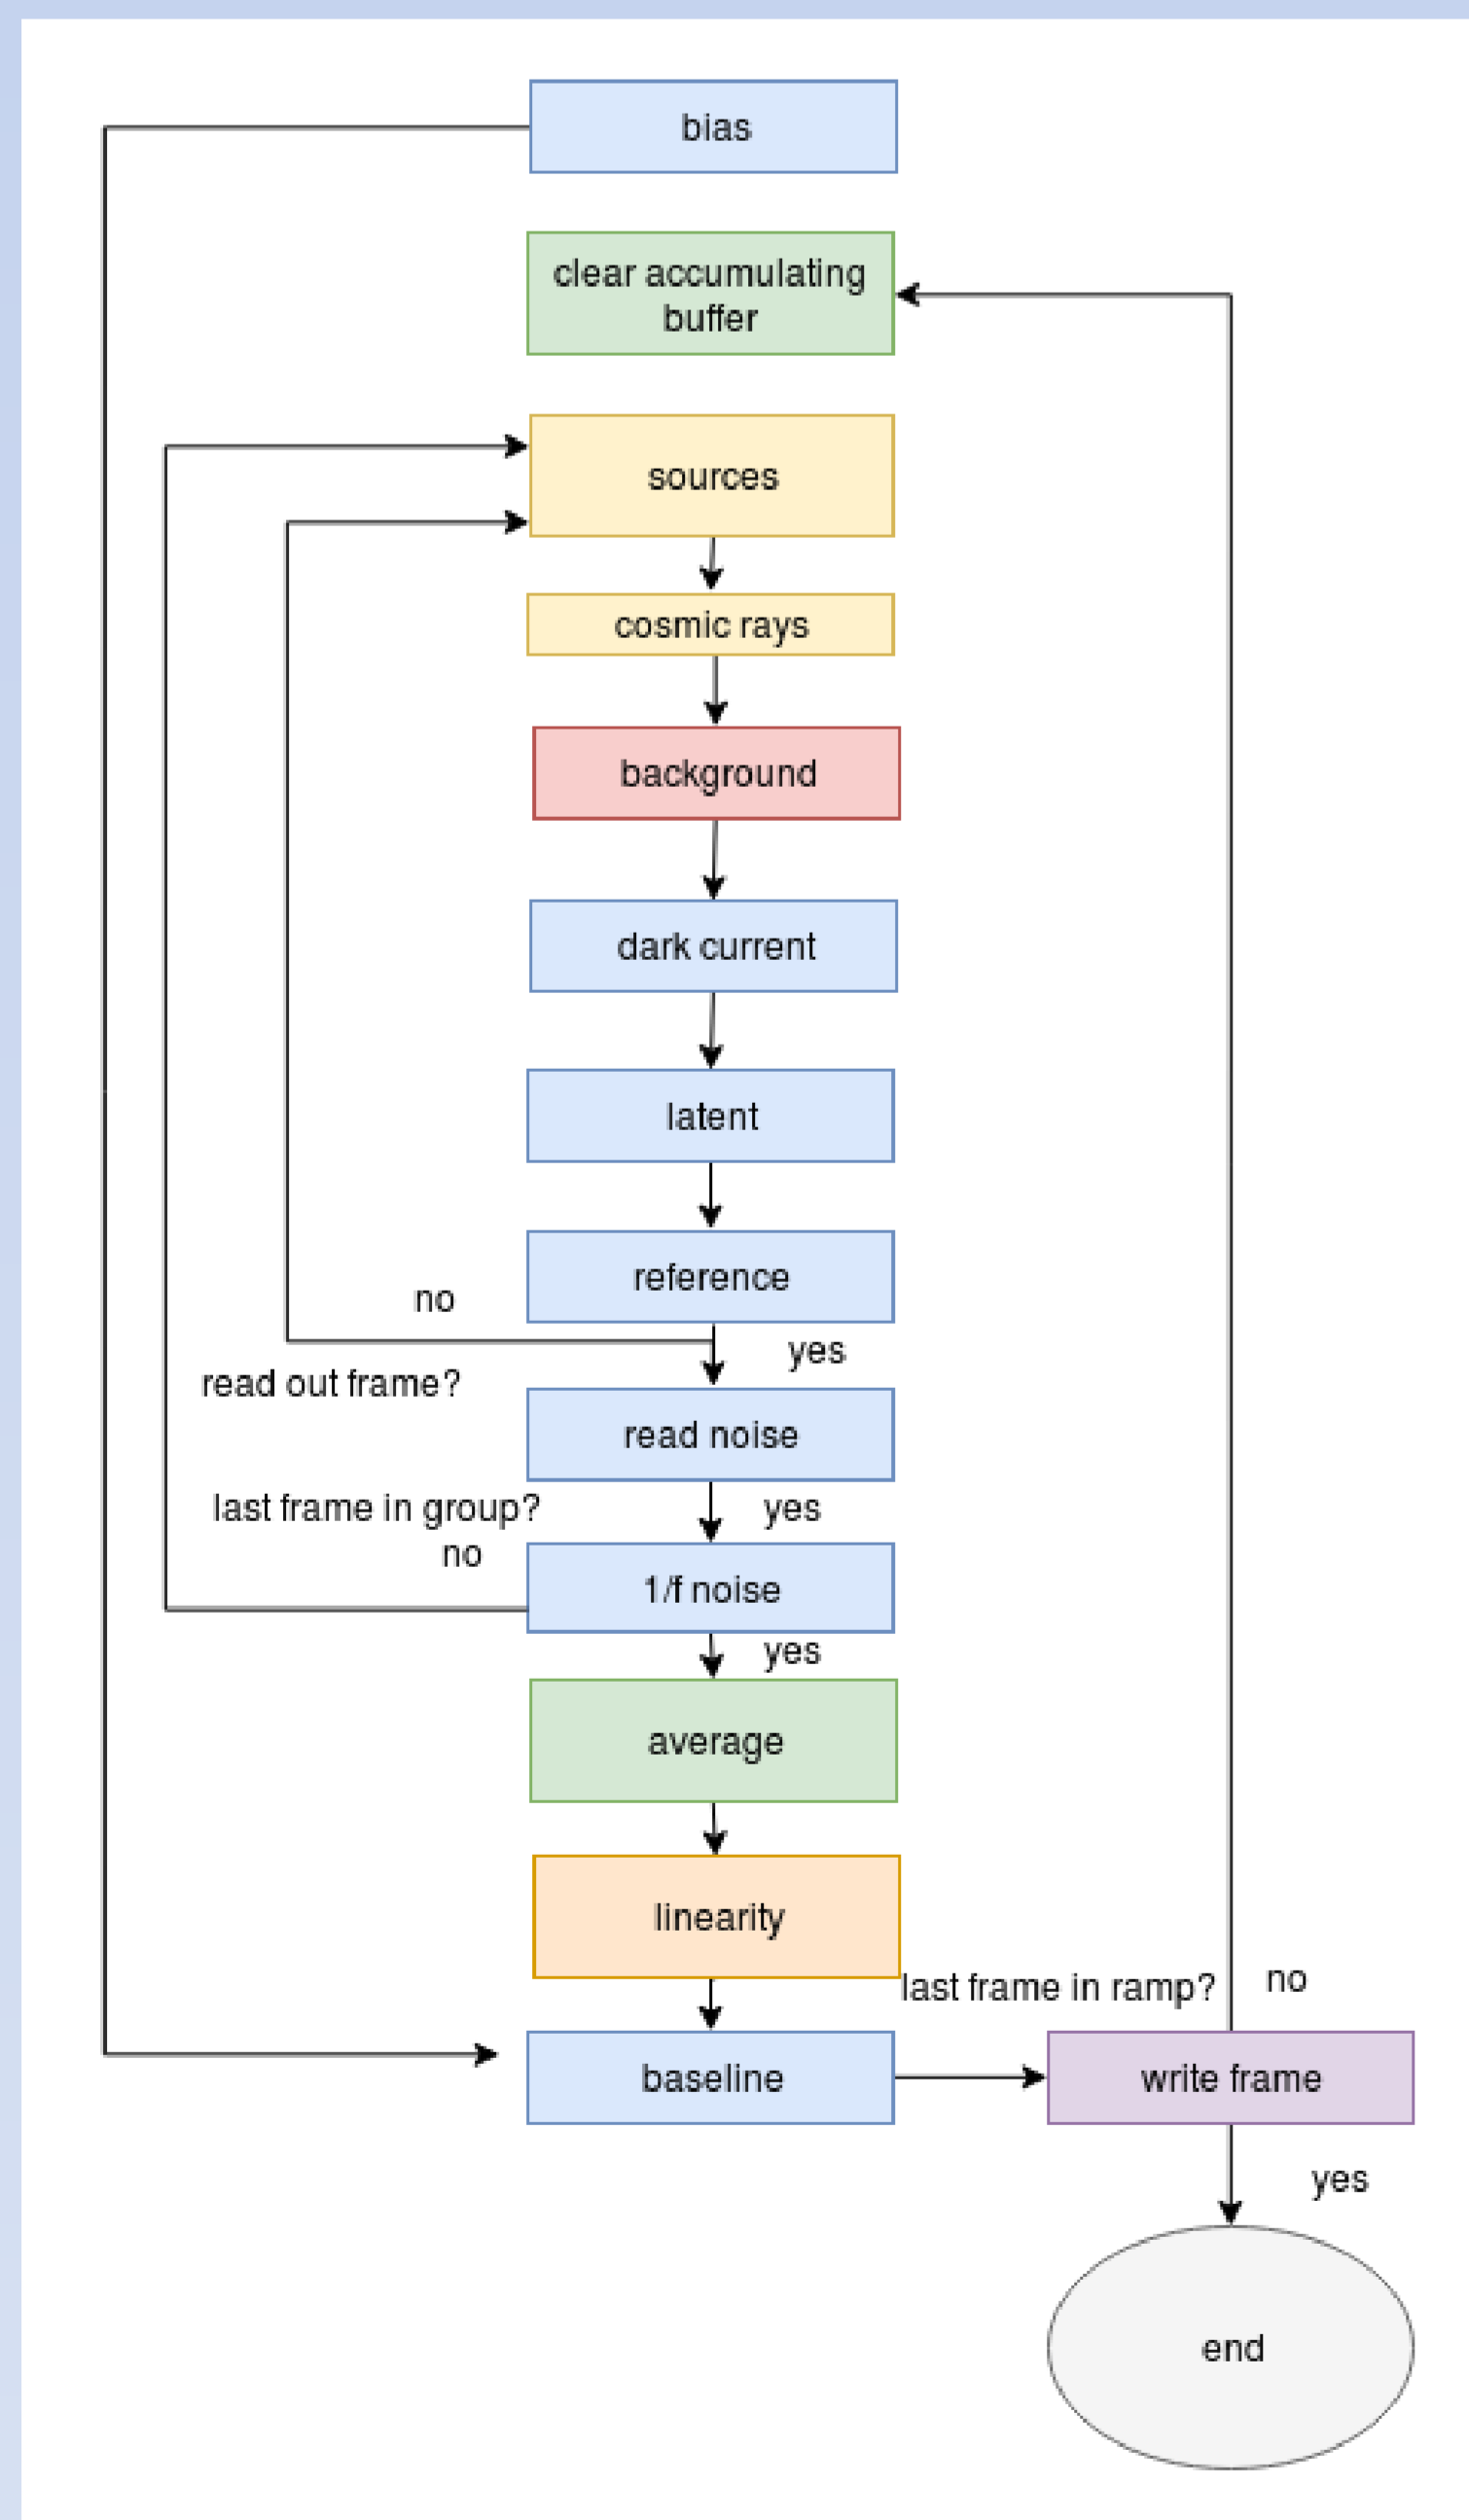 bias
clear accumulating
buffer
sources
cosmic rays
background
dark current
latent
reference
no
yes
read out frame?
read noise
last frame in group?
yes
no
1/f noise
yes
average
linearity
last frame in ramp?
no
baseline
write frame
yes
end